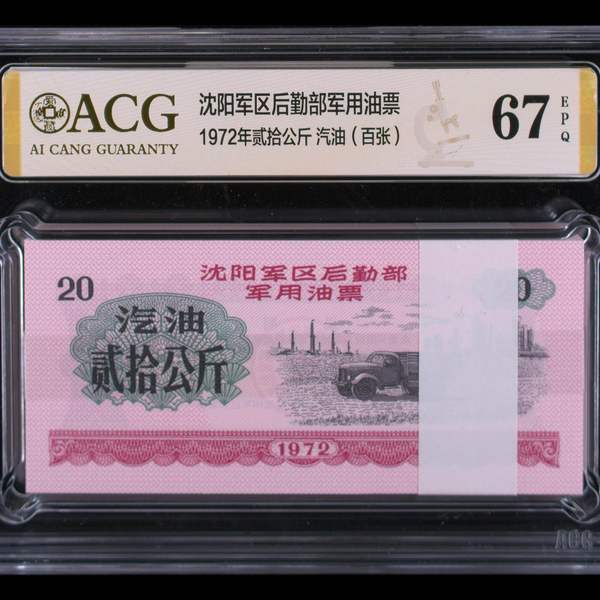 ACG
AI CANG GUARANTY
沈阳军区后勤部军用油票
1972年贰拾公斤 汽油（百张）
67
EPQ
20
沈阳军区后勤部
军用油票
汽油
贰拾公斤
0
1972
ACG